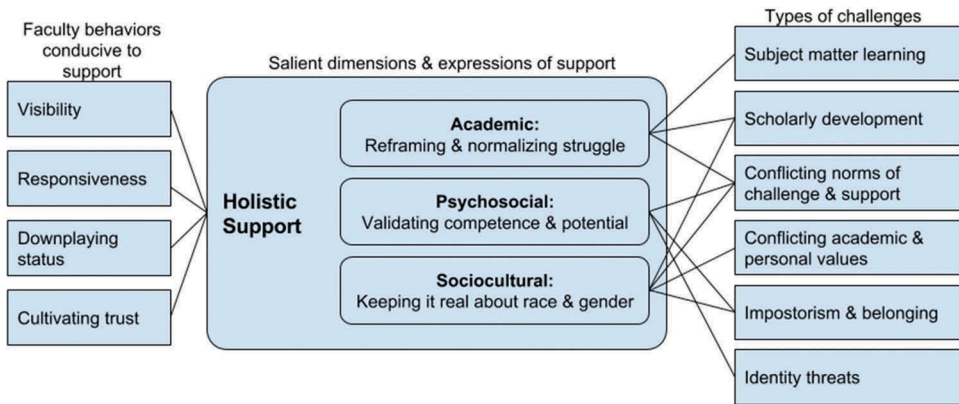 Faculty behaviors
conducive to
support
Visibility
Responsiveness
Downplaying
status
Cultivating trust
Salient dimensions & expressions of support
Holistic
Support
Academic:
Reframing & normalizing struggle
Psychosocial:
Validating competence & potential
Sociocultural:
Keeping it real about race & gender
Types of challenges
Subject matter learning
Scholarly development
Conflicting norms of
challenge & support
Conflicting academic &
personal values
Impostorism & belonging
Identity threats